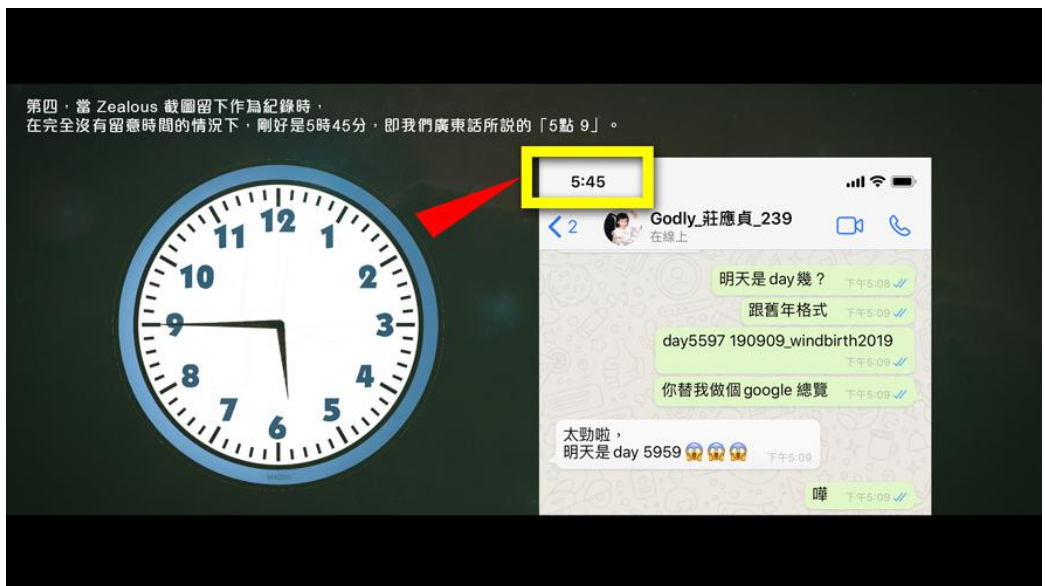 第四，當 Zealous 截圖留下作為紀錄時，
在完全沒有留意時間的情況下，剛好是5時45分，即我們廣東話所說的「5點 9」。
12
11
1
10
2
9
3
8
4
7
5
6
5:45
2
Godly_莊應貞_239
在線上
明天是 day 幾？
下午5:08
跟舊年格式
下午5:09
day5597 190909_windbirth2019
下午5:09
你替我做個 google 總覽
下午5:09
太勁啦，
明天是 day 5959 😱😱😱
下午5:09
嘩
下午5:09